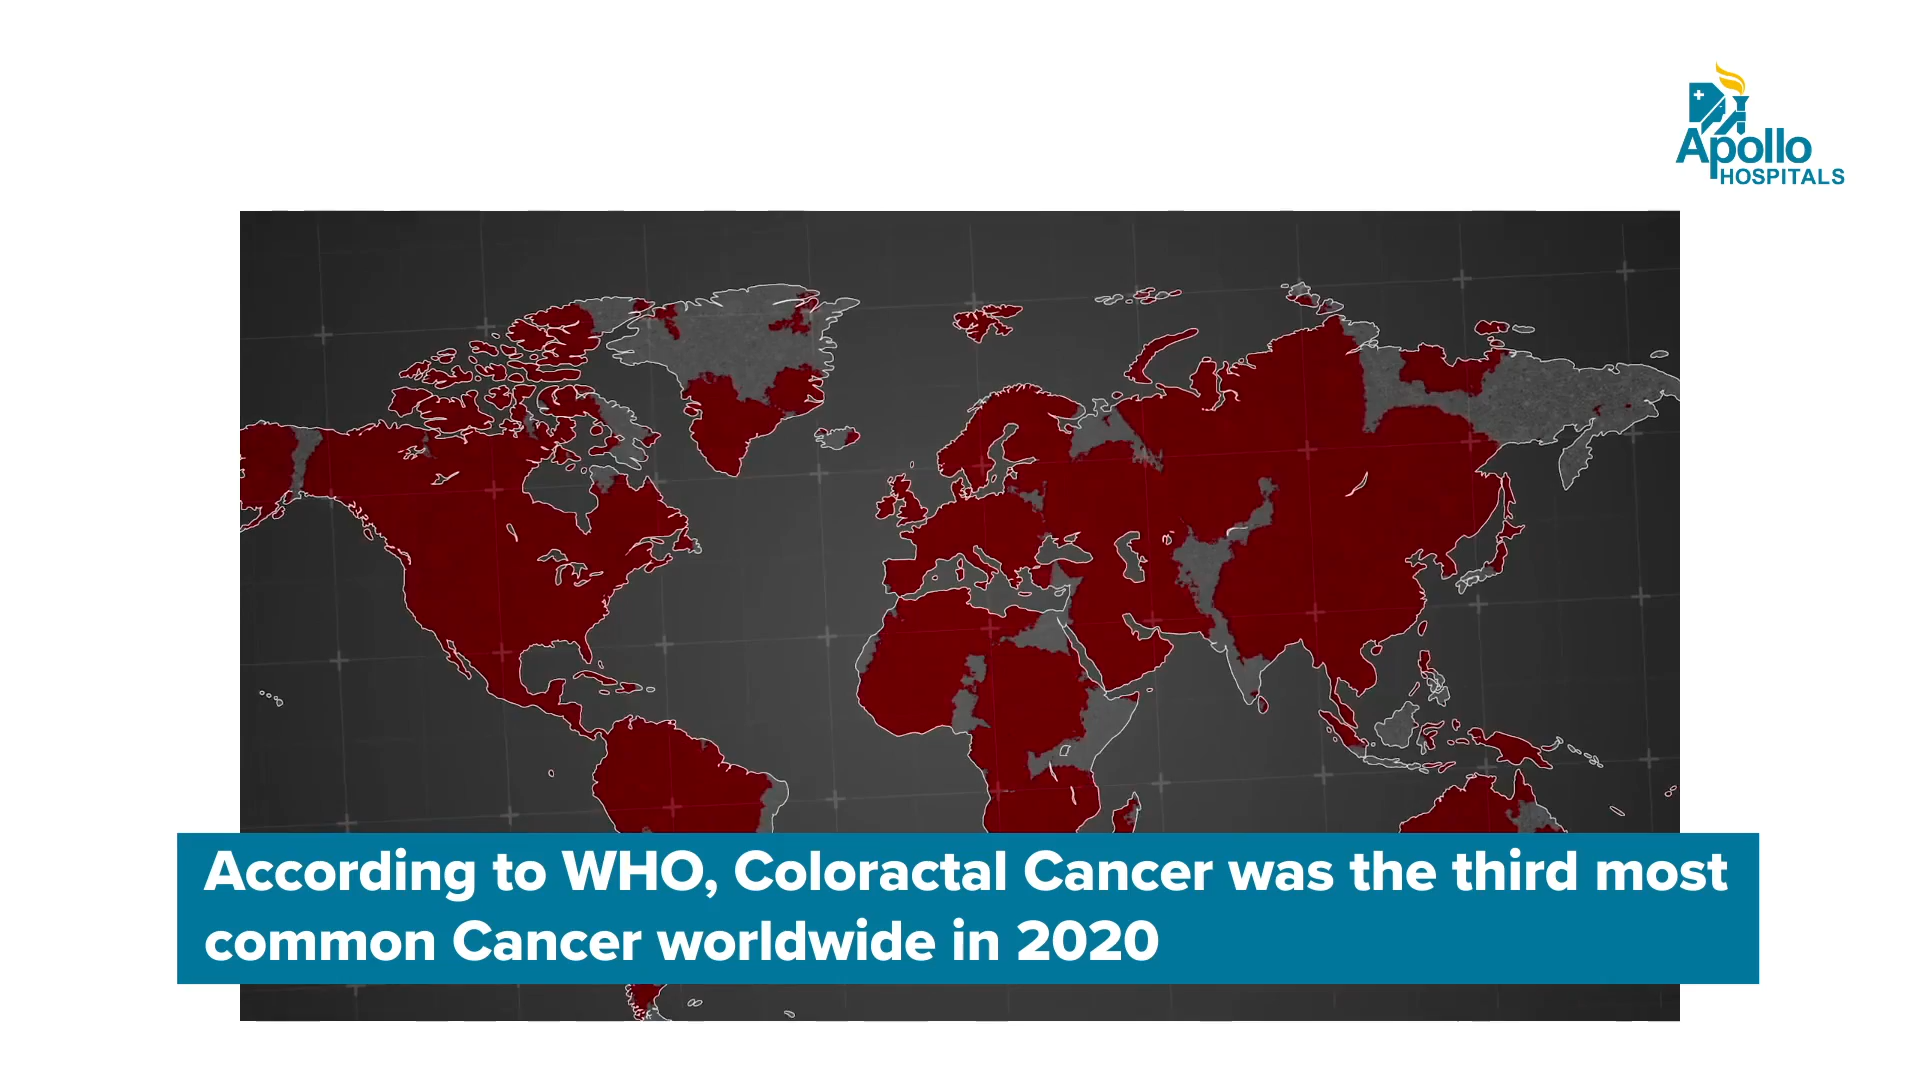 Apollo
HOSPITALS
According to WHO, Coloractal Cancer was the third most
common Cancer worldwide in 2020